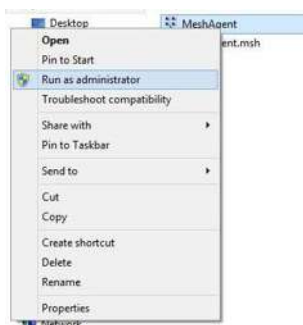 Desktop
MeshAgent
Open
ent.msh
Pin to Start
Run as administrator
Troubleshoot compatibility
Share with
Pin to Taskbar
Send to
Cut
Copy
Create shortcut
Delete
Rename
Properties
Network